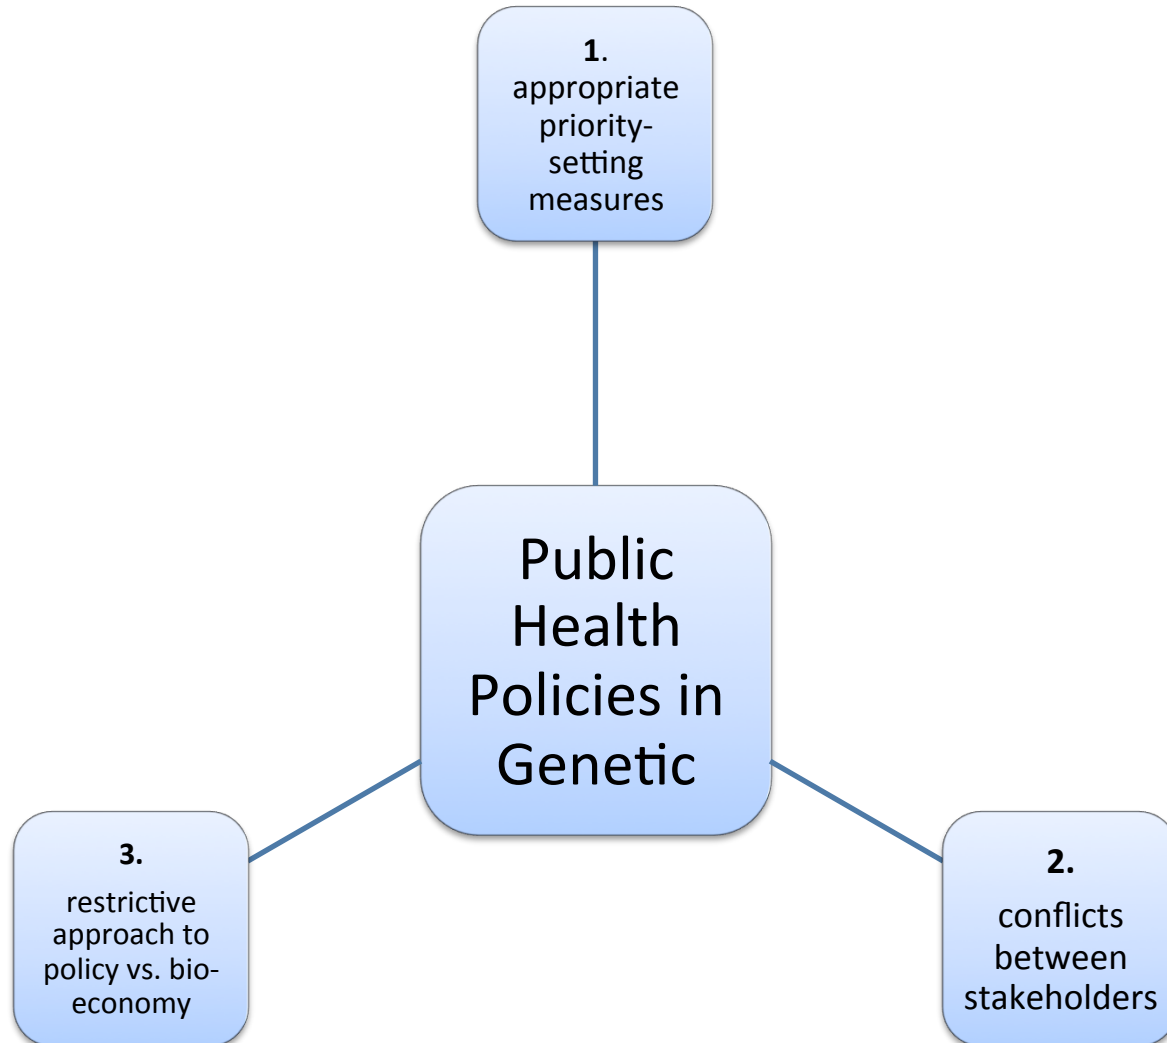 1.
appropriate
priority-
setting
measures
Public
Health
Policies in
Genetic
3.
restrictive
approach to
policy vs. bio-
economy
2.
conflicts
between
stakeholders